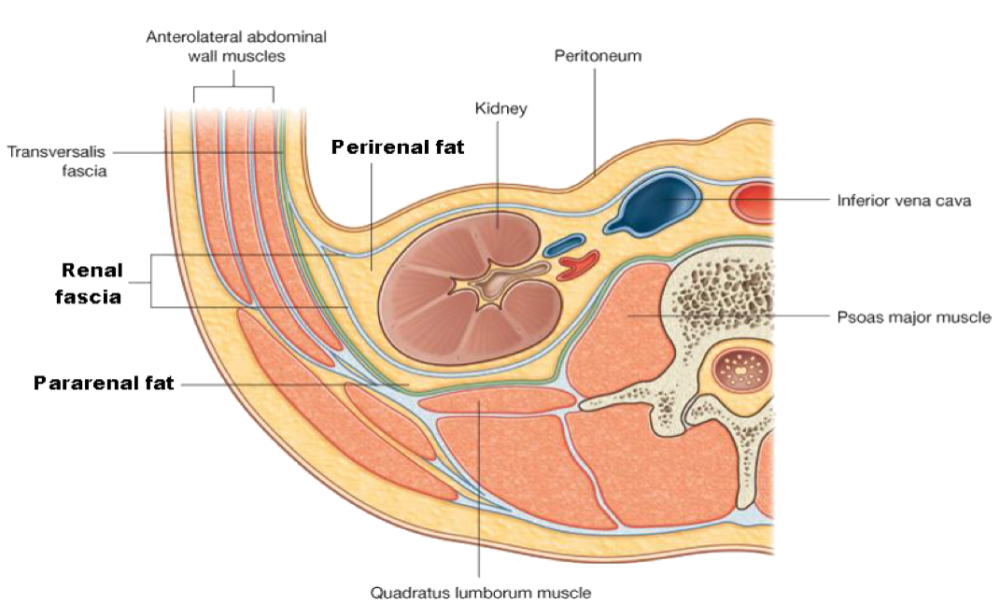 Anterolateral abdominal
wall muscles
Peritoneum
Kidney
Perirenal fat
Transversalis
fascia
Inferior vena cava
Renal
fascia
Psoas major muscle
Pararenal fat
Quadratus lumborum muscle